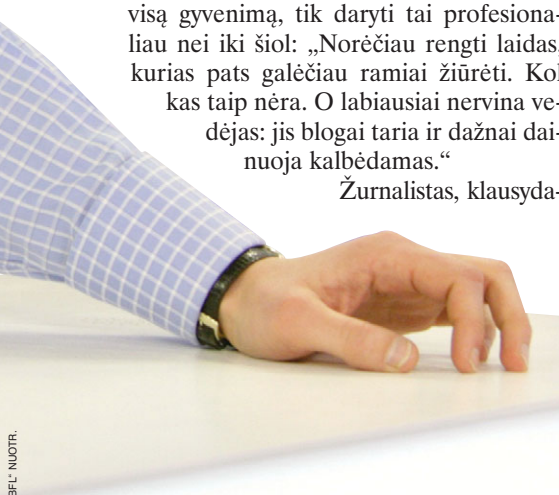 visą gyvenimą, tik daryti tai profesiona-
liau nei iki šiol: „Norėčiau rengti laidas,
kurias pats galėčiau ramiai žiūrėti. Kol
kas taip nėra. O labiausiai nervina ve-
dėjas: jis blogai taria ir dažnai dai-
nuoja kalbėdamas.“
Žurnalistas, klausyda-
BFL“ NUOTR.